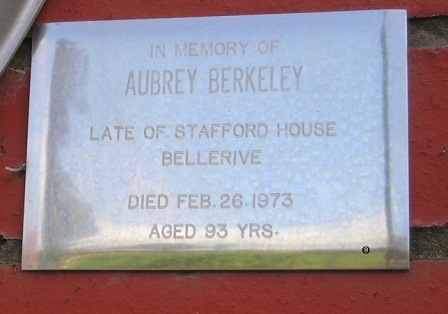 IN MEMORY OF
AUBREY BERKELEY
LATE OF STAFFORD HOUSE
BELLERIVE
DIED FEB. 26. 1973
AGED 93 YRS.